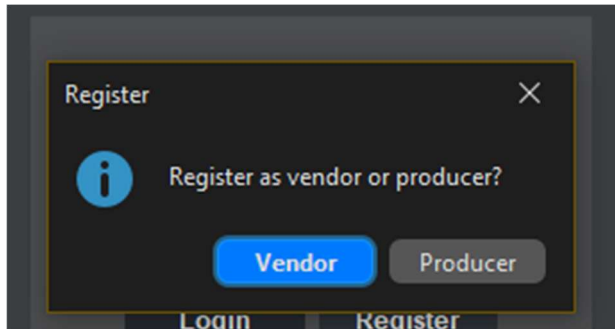 Register
Register as vendor or producer?
Vendor Producer
Login Register